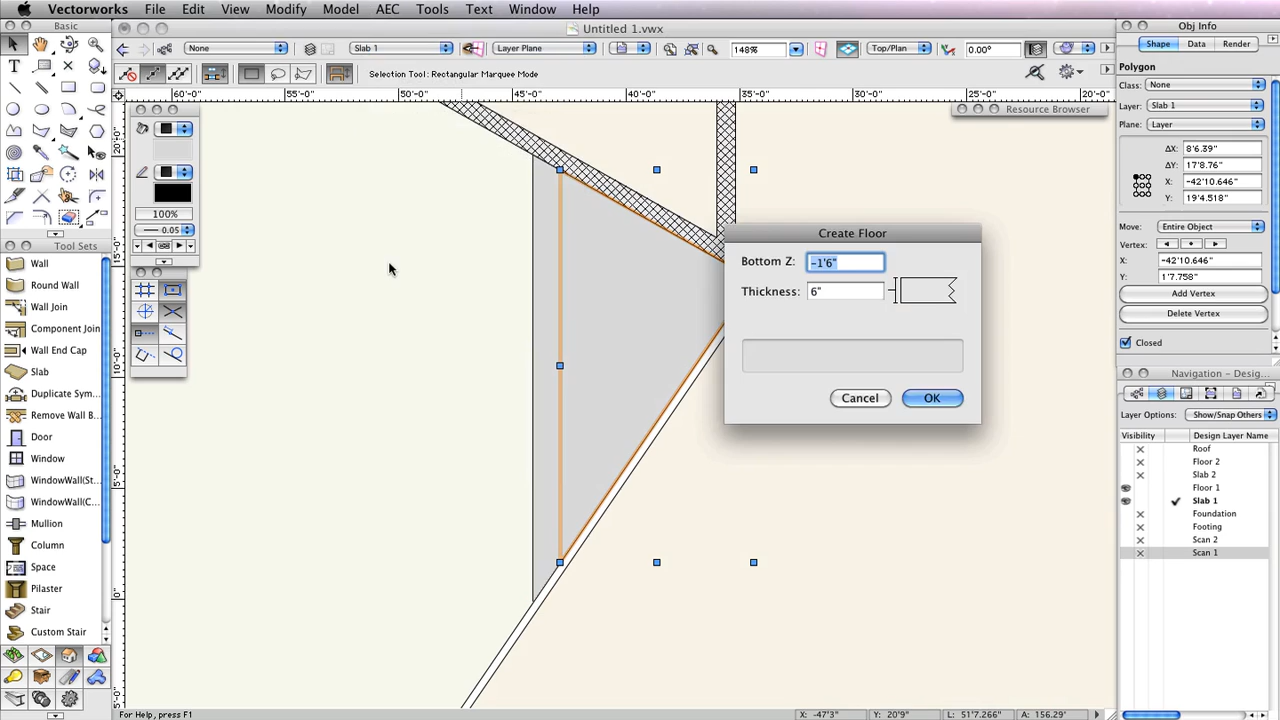 Vectorworks File Edit View Modify Model AEC Tools Text Window Help
Basic
Untitled 1.vwx
Obj Info
None
Slab 1
Layer Plane
148%
Top/Plan
0.00°
Shape Data Render
Selection Tool: Rectangular Marquee Mode
Polygon
Class: None
Layer: Slab 1
Plane: Layer
60'-0" 55'-0" 50'-0" 45'-0" 40'-0" 35'-0" 30'-0" 25'-0" 20'-0"
Resource Browser
ΔX: 8'6.39"
ΔY: 17'8.76"
X: -42'10.646"
Y: 19'4.518"
Move: Entire Object
Vertex:
X: -42'10.646"
Y: 1'7.758"
Add Vertex
Delete Vertex
Closed
100%
0.05
Tool Sets
Wall
Round Wall
Wall Join
Component Join
Wall End Cap
Slab
Duplicate Sym...
Remove Wall B...
Door
Window
WindowWall(St...
WindowWall(C...
Mullion
Column
Space
Pilaster
Stair
Custom Stair
Create Floor
Bottom Z: -1'6"
Thickness: 6"
Cancel OK
Navigation – Desig...
Layer Options: Show/Snap Others
Visibility Design Layer Name
Roof
Floor 2
Slab 2
Floor 1
Slab 1
Foundation
Footing
Scan 2
Scan 1
For Help, press F1
X: -47'3" Y: 20'9" L: 51'7.266" A: 156.29°